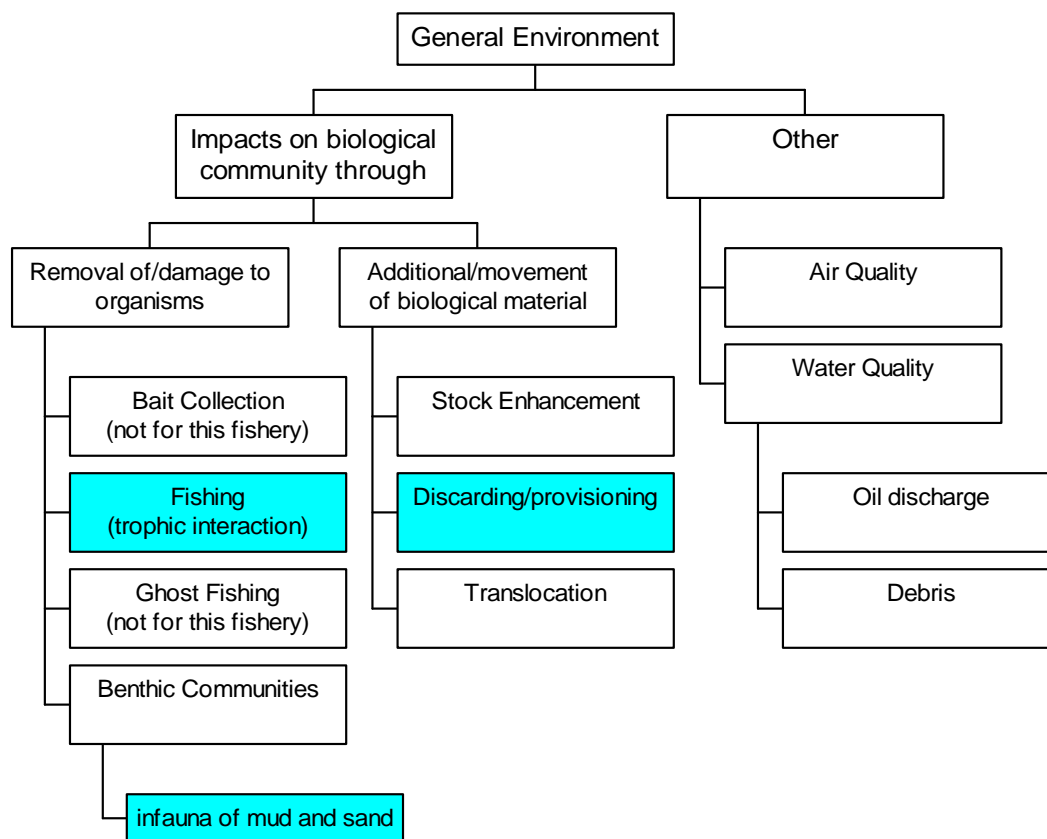 General Environment
Impacts on biological
community through
Other
Removal of/damage to
organisms
Additional/movement
of biological material
Air Quality
Water Quality
Bait Collection
(not for this fishery)
Stock Enhancement
Fishing
(trophic interaction)
Discarding/provisioning
Oil discharge
Ghost Fishing
(not for this fishery)
Translocation
Debris
Benthic Communities
infauna of mud and sand